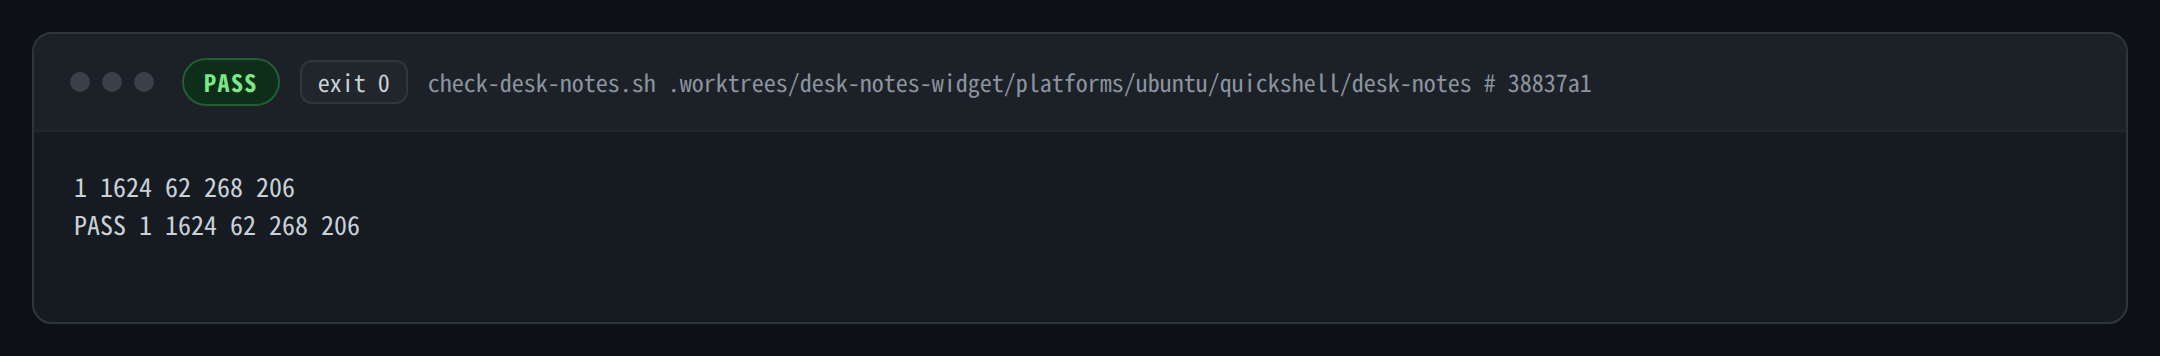 PASS exit 0 check-desk-notes.sh .worktrees/desk-notes-widget/platforms/ubuntu/quickshell/desk-notes # 38837a1
1 1624 62 268 206
PASS 1 1624 62 268 206